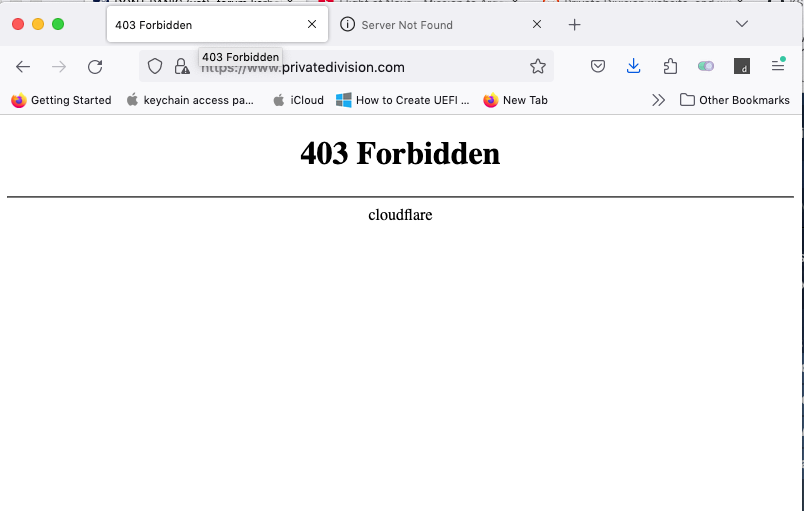 403 Forbidden
Server Not Found
403 Forbidden
https://www.privatedivision.com
Getting Started
keychain access pa...
iCloud
How to Create UEFI ...
New Tab
Other Bookmarks
403 Forbidden
cloudflare